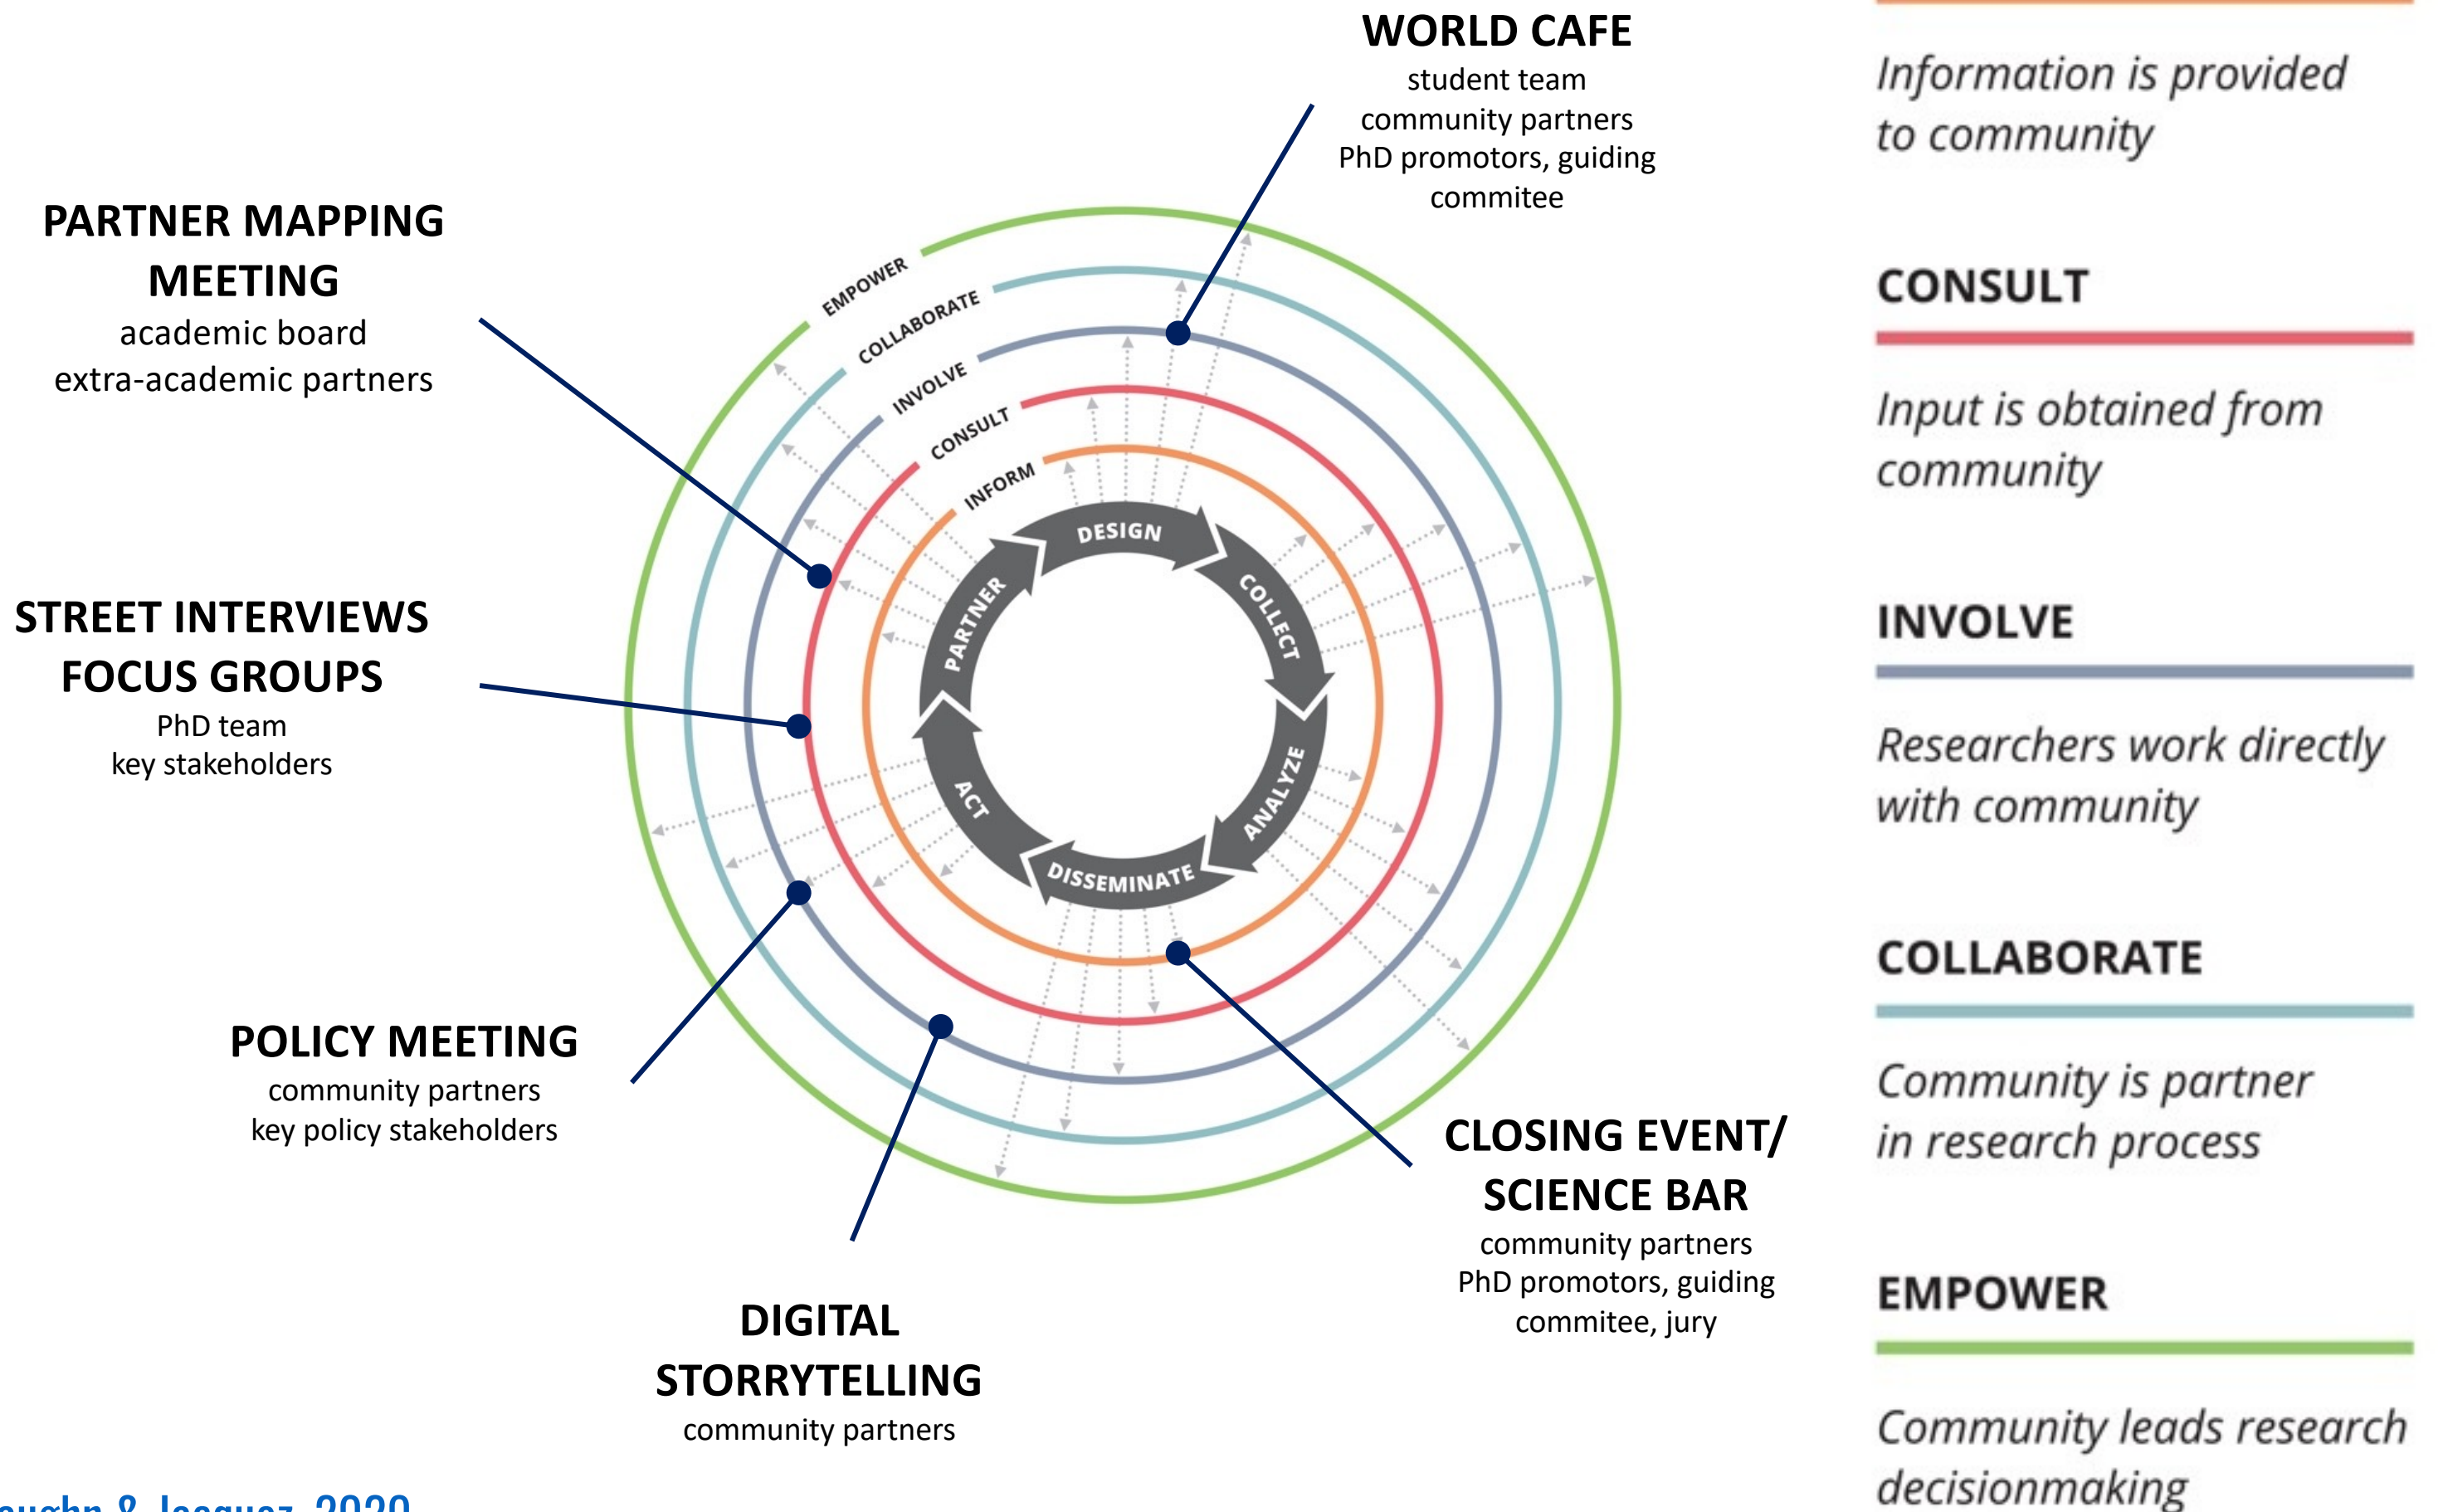 WORLD CAFE
student team
community partners
PhD promotors, guiding
commitee
PARTNER MAPPING
MEETING
academic board
extra-academic partners
STREET INTERVIEWS
FOCUS GROUPS
PhD team
key stakeholders
POLICY MEETING
community partners
key policy stakeholders
DIGITAL
STORRYTELLING
community partners
CLOSING EVENT/
SCIENCE BAR
community partners
PhD promotors, guiding
commitee, jury
EMPOWER
COLLABORATE
INVOLVE
CONSULT
INFORM
DESIGN
COLLECT
ANALYZE
DISSEMINATE
ACT
PARTNER
Information is provided
to community
CONSULT
Input is obtained from
community
INVOLVE
Researchers work directly
with community
COLLABORATE
Community is partner
in research process
EMPOWER
Community leads research
decisionmaking
& Jacquez, 2020